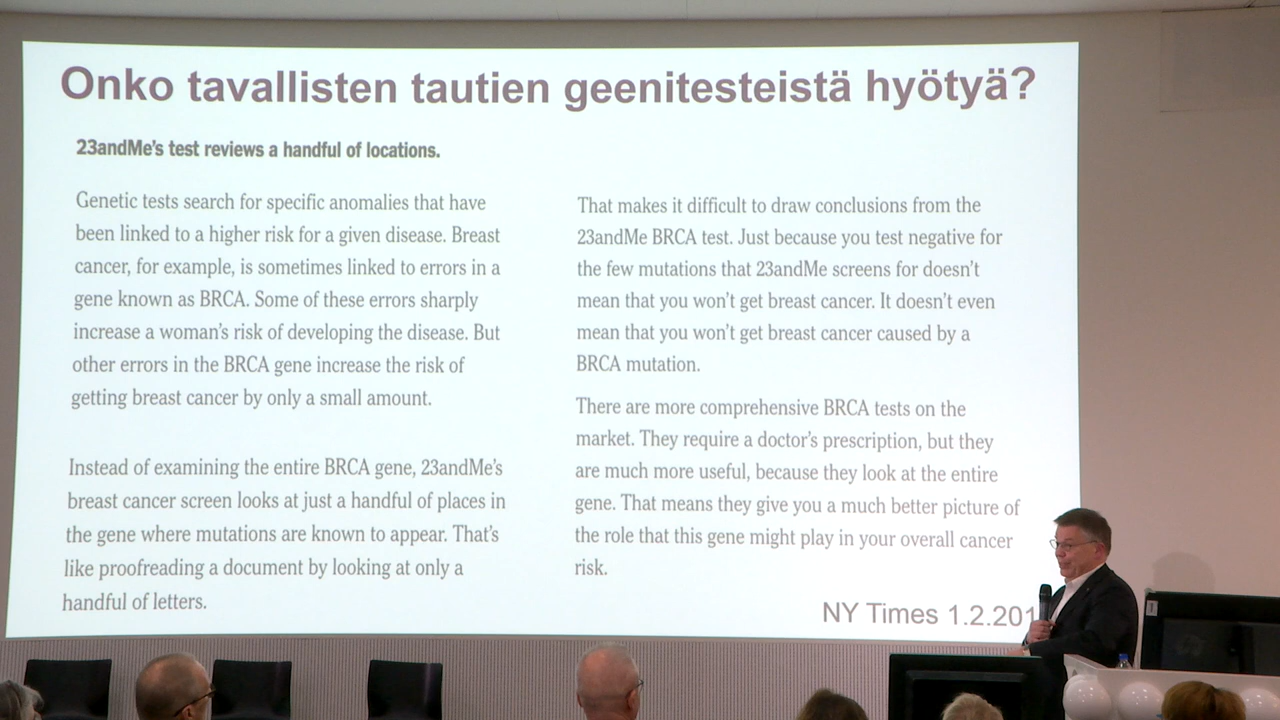 Onko tavallisten tautien geenitesteistä hyötyä?
23andMe's test reviews a handful of locations.
Genetic tests search for specific anomalies that have
been linked to a higher risk for a given disease. Breast
cancer, for example, is sometimes linked to errors in a
gene known as BRCA. Some of these errors sharply
increase a woman's risk of developing the disease. But
other errors in the BRCA gene increase the risk of
getting breast cancer by only a small amount.
Instead of examining the entire BRCA gene, 23andMe's
breast cancer screen looks at just a handful of places in
the gene where mutations are known to appear. That's
like proofreading a document by looking at only a
handful of letters.
That makes it difficult to draw conclusions from the
23andMe BRCA test. Just because you test negative for
the few mutations that 23andMe screens for doesn't
mean that you won't get breast cancer. It doesn't even
mean that you won't get breast cancer caused by a
BRCA mutation.
There are more comprehensive BRCA tests on the
market. They require a doctor's prescription, but they
are much more useful, because they look at the entire
gene. That means they give you a much better picture of
the role that this gene might play in your overall cancer
risk.
NY Times 1.2.201